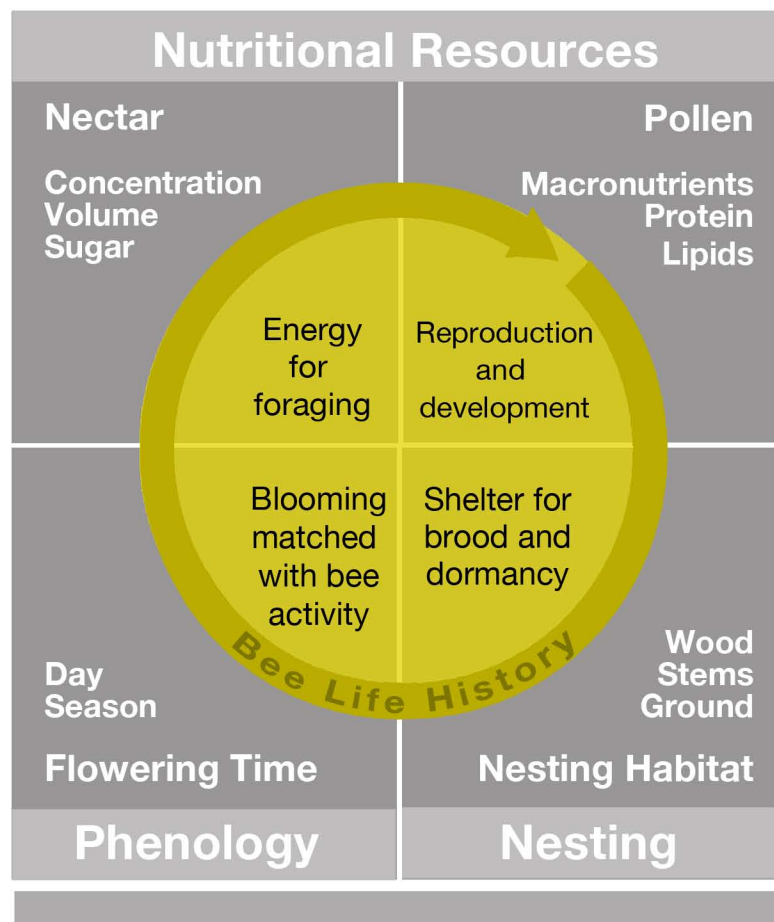 Nutritional Resources
Nectar
Concentration
Volume
Sugar
Pollen
Macronutrients
Protein
Lipids
Energy
for
foraging
Reproduction
and
development
Blooming
matched
with bee
activity
Shelter for
brood and
dormancy
Bee Life History
Day
Season
Flowering Time
Wood
Stems
Ground
Nesting Habitat
Phenology
Nesting